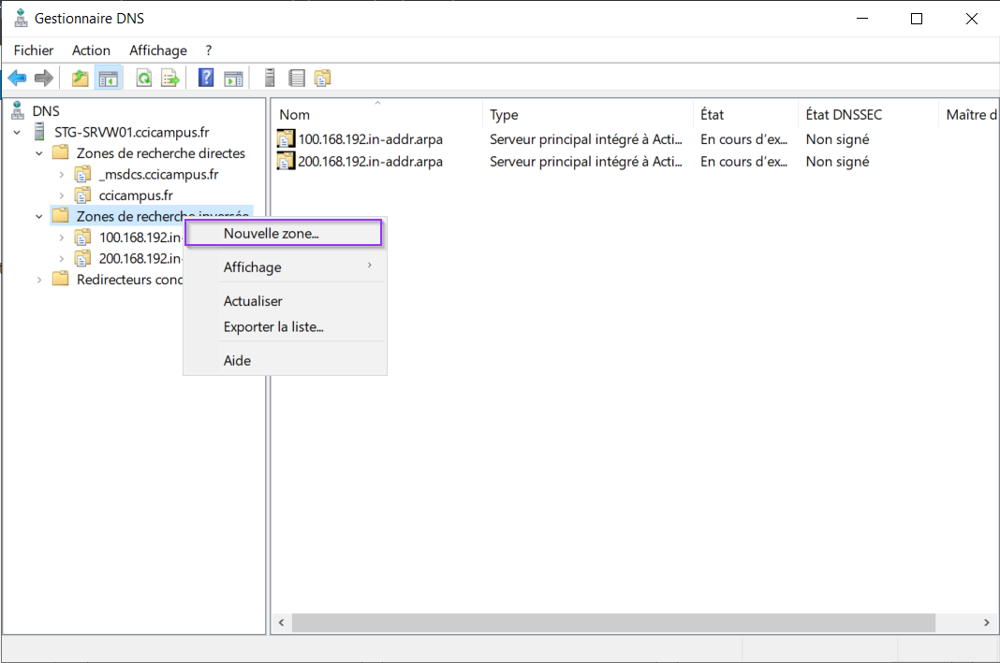 Gestionnaire DNS
Fichier Action Affichage ?
DNS
STG-SRVW01.ccicampus.fr
Zones de recherche directes
_msdcs.ccicampus.fr
ccicampus.fr
Zones de recherche inversée
100.168.192.in-
200.168.192.in-
Redirecteurs conc
Nouvelle zone...
Affichage
Actualiser
Exporter la liste...
Aide
Nom Type État État DNSSEC Maître d
100.168.192.in-addr.arpa Serveur principal intégré à Acti... En cours d'ex... Non signé
200.168.192.in-addr.arpa Serveur principal intégré à Acti... En cours d'ex... Non signé